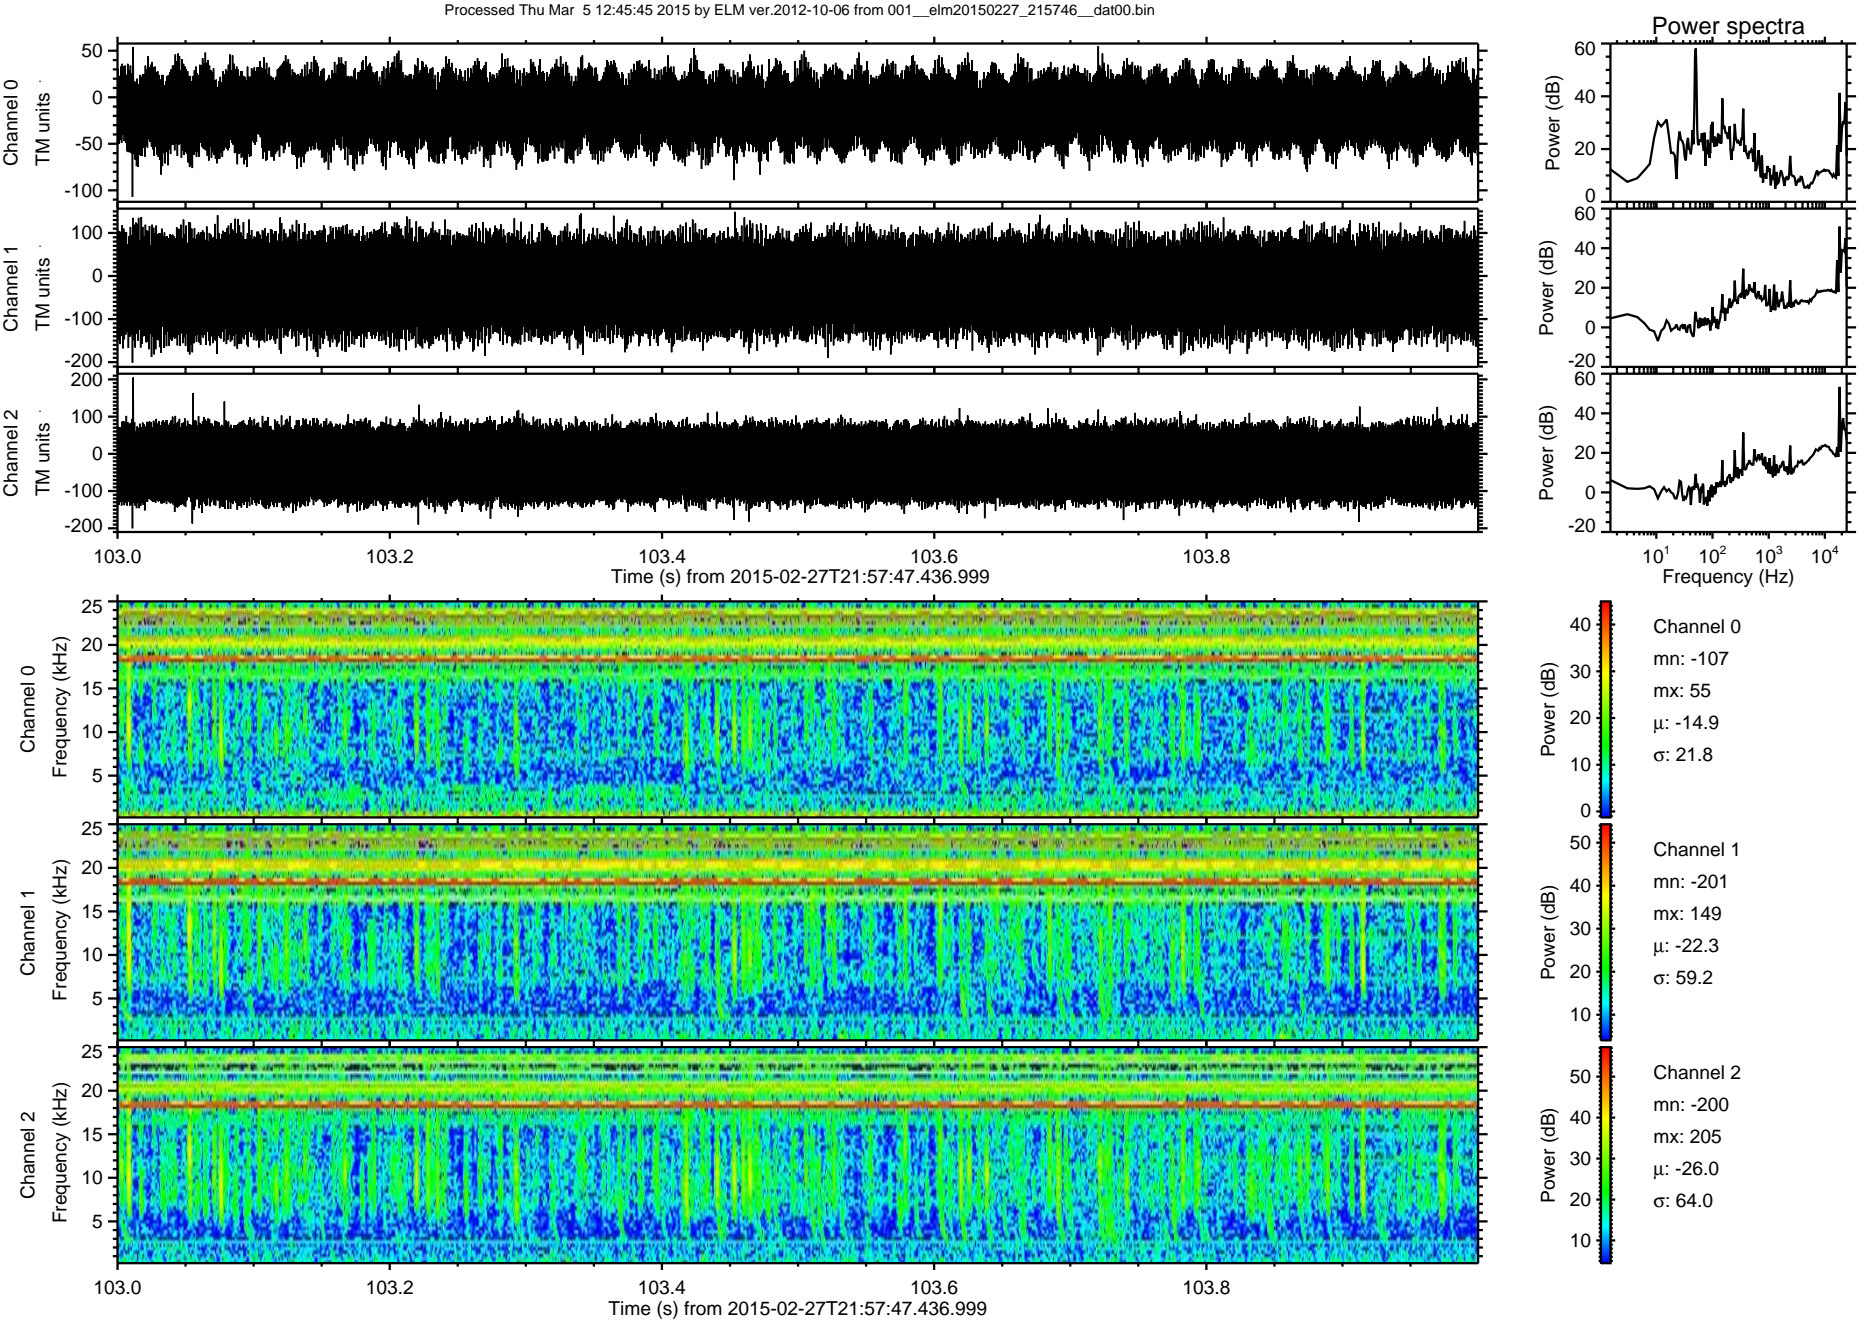 Processed Thu Mar  5 12:45:45 2015 by ELM ver.2012-10-06 from 001__elm20150227_215746__dat00.bin
Power spectra
Channel 0
TM units
50
0
-50
-100
Power (dB)
60
40
20
0
Channel 1
TM units
100
0
-100
-200
Power (dB)
60
40
20
0
-20
Channel 2
TM units
200
100
0
-100
-200
Power (dB)
60
40
20
0
-20
103.0 103.2 103.4 103.6 103.8
Time (s) from 2015-02-27T21:57:47.436.999
10^1 10^2 10^3 10^4
Frequency (Hz)
Channel 0
Frequency (kHz)
25
20
15
10
5
Power (dB)
40
30
20
10
0
Channel 0
mn: -107
mx: 55
μ: -14.9
σ: 21.8
Channel 1
Frequency (kHz)
25
20
15
10
5
Power (dB)
50
40
30
20
10
Channel 1
mn: -201
mx: 149
μ: -22.3
σ: 59.2
Channel 2
Frequency (kHz)
25
20
15
10
5
Power (dB)
50
40
30
20
10
Channel 2
mn: -200
mx: 205
μ: -26.0
σ: 64.0
103.0 103.2 103.4 103.6 103.8
Time (s) from 2015-02-27T21:57:47.436.999